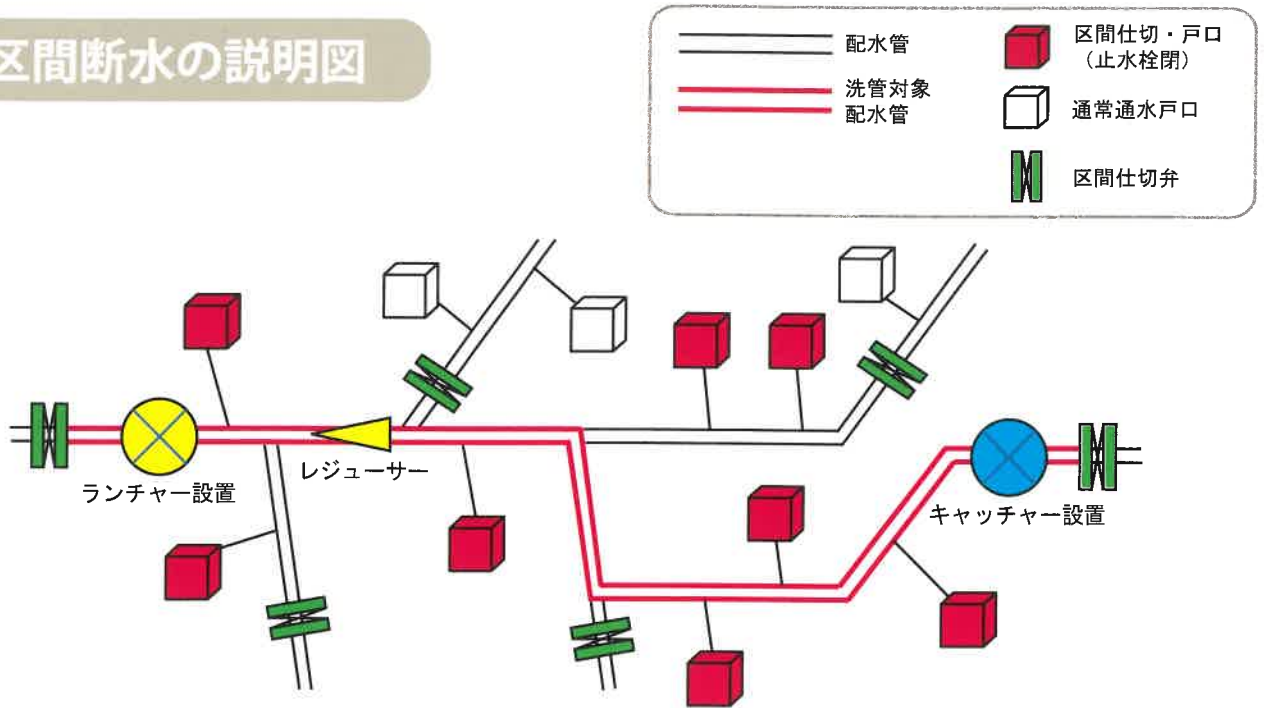 区間断水の説明図
配水管
洗管対象
配水管
区間仕切・戸口
(止水栓閉)
通常通水戸口
区間仕切弁
レジューサー
ランチャー設置
キャッチャー設置